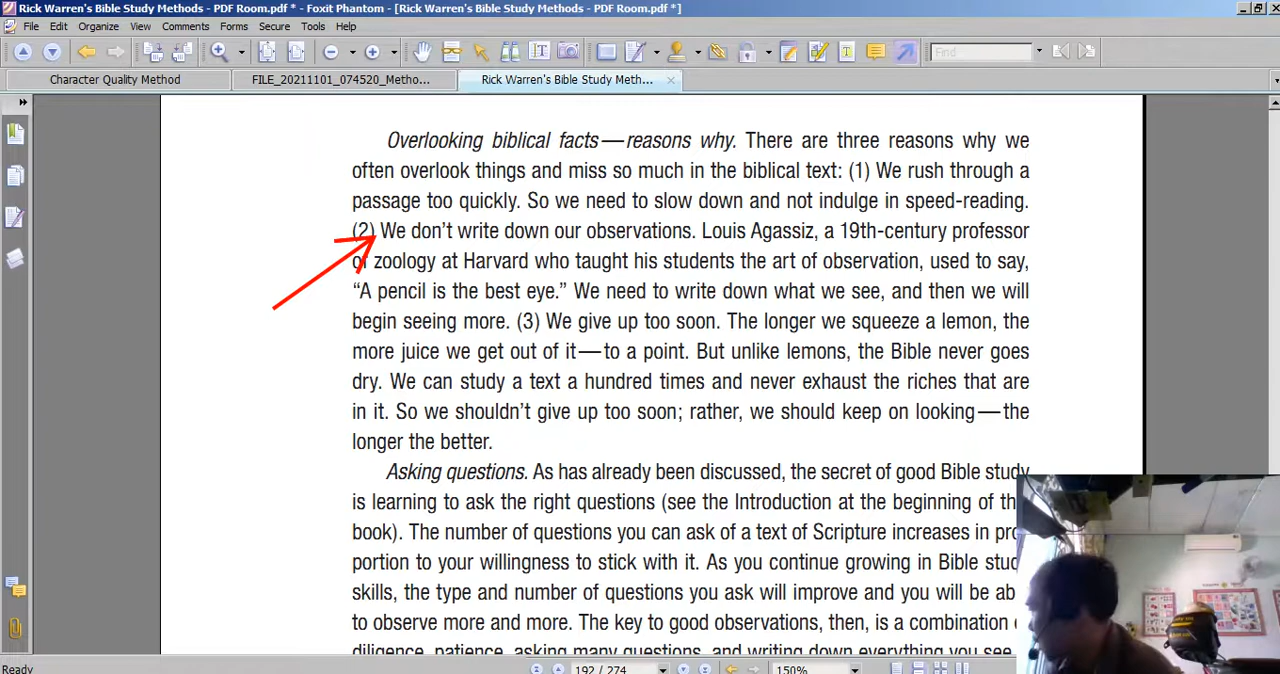 Rick Warren's Bible Study Methods - PDF Room.pdf * - Foxit Phantom - [Rick Warren's Bible Study Methods - PDF Room.pdf *]
File Edit Organize View Comments Forms Secure Tools Help
Find
Character Quality Method FILE_20211101_074520_Metho... Rick Warren's Bible Study Meth...
Overlooking biblical facts—reasons why. There are three reasons why we
often overlook things and miss so much in the biblical text: (1) We rush through a
passage too quickly. So we need to slow down and not indulge in speed-reading.
(2) We don't write down our observations. Louis Agassiz, a 19th-century professor
of zoology at Harvard who taught his students the art of observation, used to say,
“A pencil is the best eye.” We need to write down what we see, and then we will
begin seeing more. (3) We give up too soon. The longer we squeeze a lemon, the
more juice we get out of it—to a point. But unlike lemons, the Bible never goes
dry. We can study a text a hundred times and never exhaust the riches that are
in it. So we shouldn't give up too soon; rather, we should keep on looking—the
longer the better.
Asking questions. As has already been discussed, the secret of good Bible study
is learning to ask the right questions (see the Introduction at the beginning of th
book). The number of questions you can ask of a text of Scripture increases in pro
portion to your willingness to stick with it. As you continue growing in Bible stud
skills, the type and number of questions you ask will improve and you will be ab
to observe more and more. The key to good observations, then, is a combination
diligence, patience, asking many questions, and writing down everything you see
Ready 192 / 274 150%